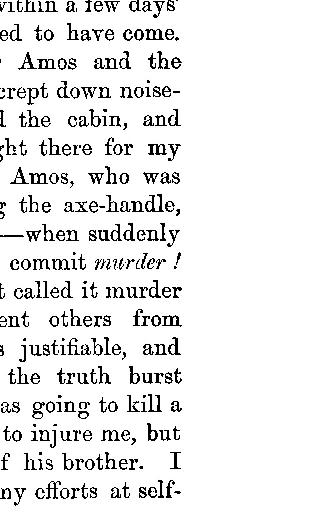 within a few days'
ed to have come.
Amos and the
crept down noise-
the cabin, and
ght there for my
Amos, who was
g the axe-handle,
—when suddenly
commit murder !
t called it murder
ent others from
s justifiable, and
the truth burst
as going to kill a
to injure me, but
f his brother. I
ny efforts at self-